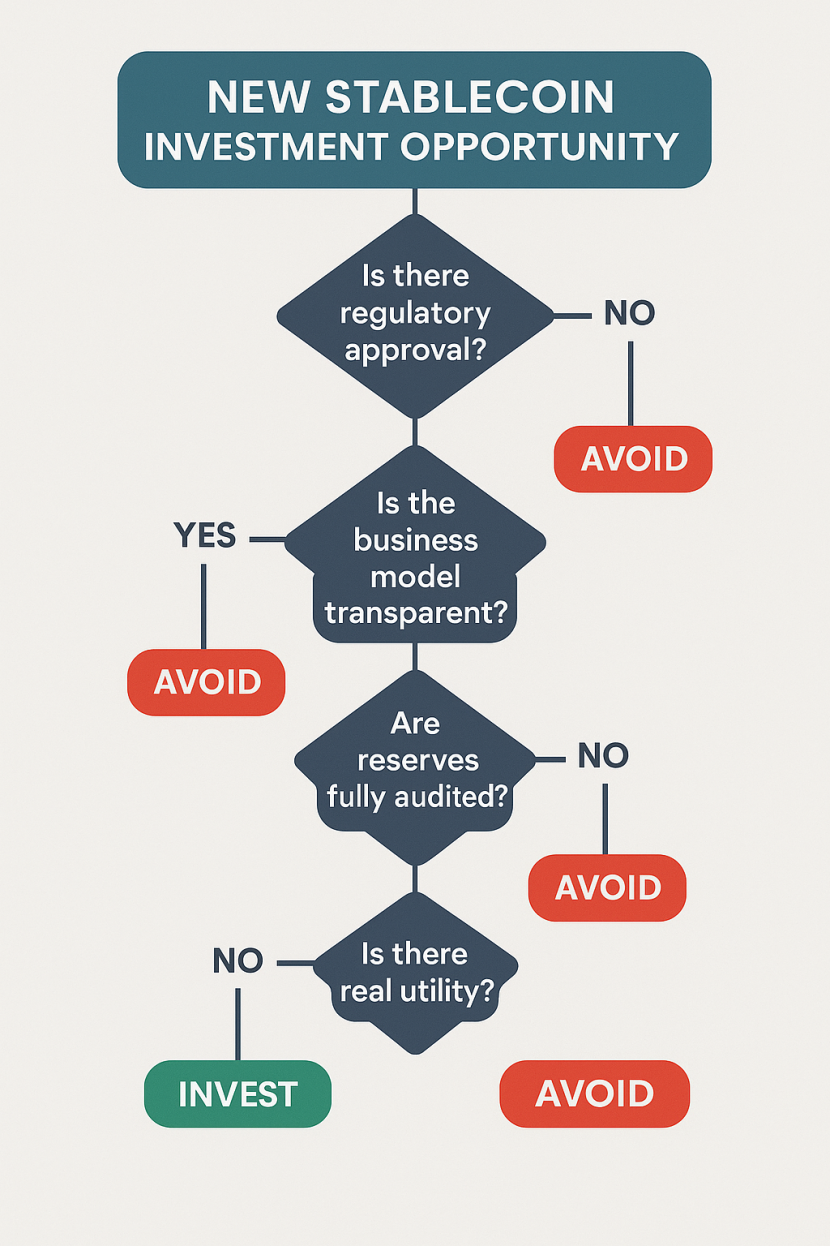 NEW STABLECOIN
INVESTMENT OPPORTUNITY
Is there
regulatory
approval?
NO
AVOID
Is the
business
model
transparent?
YES
AVOID
Are
reserves
fully audited?
NO
AVOID
Is there
real utility?
NO
INVEST
AVOID